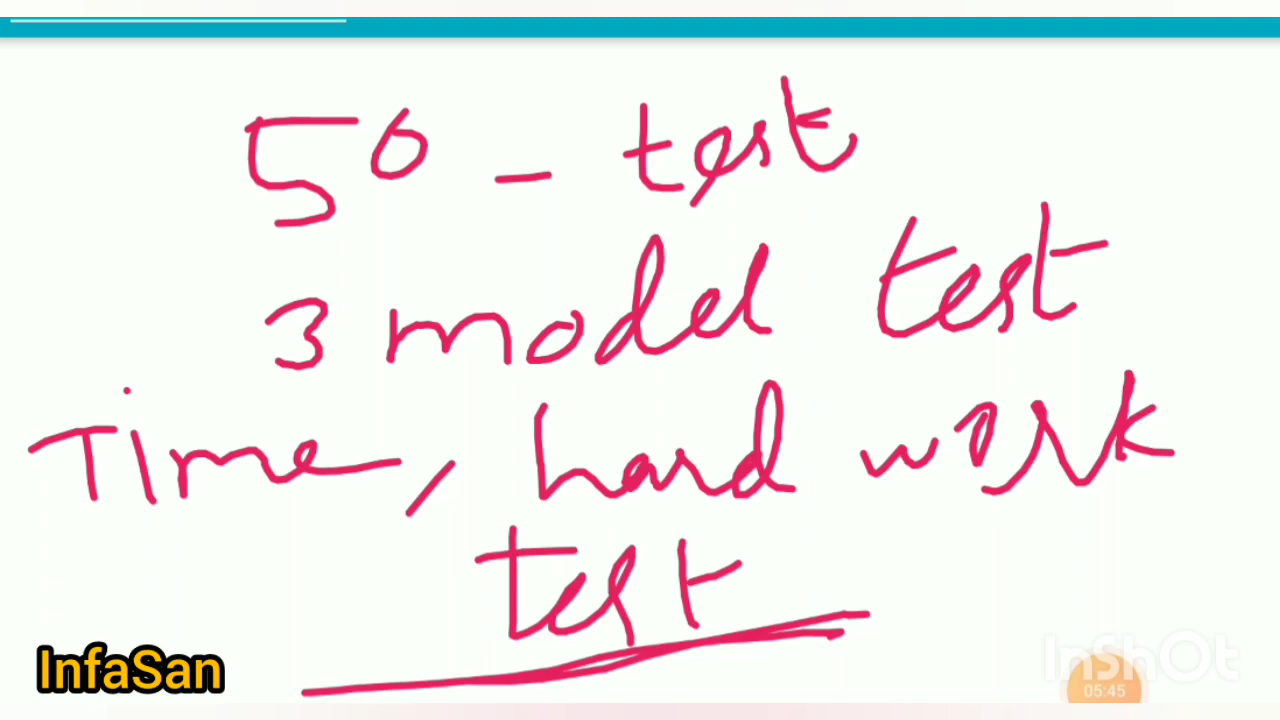 50 - test
3 model test
Time, hard work
test
InfaSan
InShOt
05:45